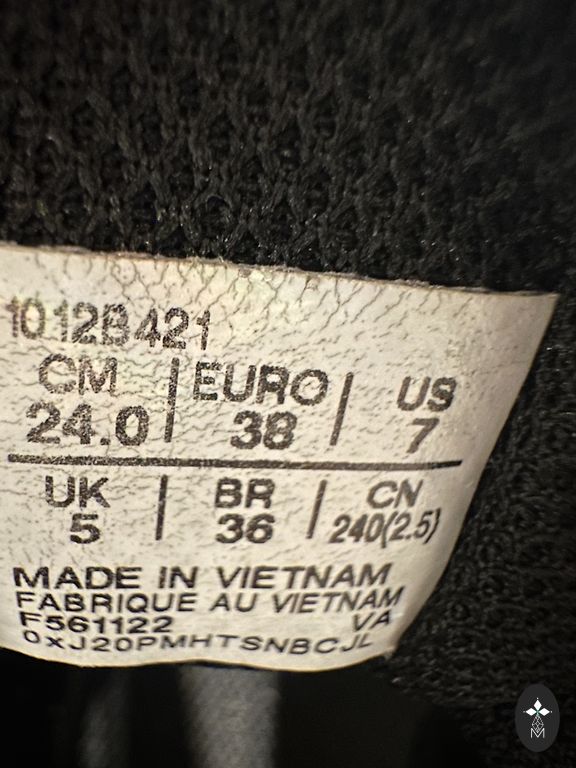 1012B421
CM | EURO | US
24.0 | 38 | 7
UK | BR | CN
5 | 36 | 240(2.5)
MADE IN VIETNAM
FABRIQUE AU VIETNAM
F561122 VA
0XJ20PMHTSNBCJL
M